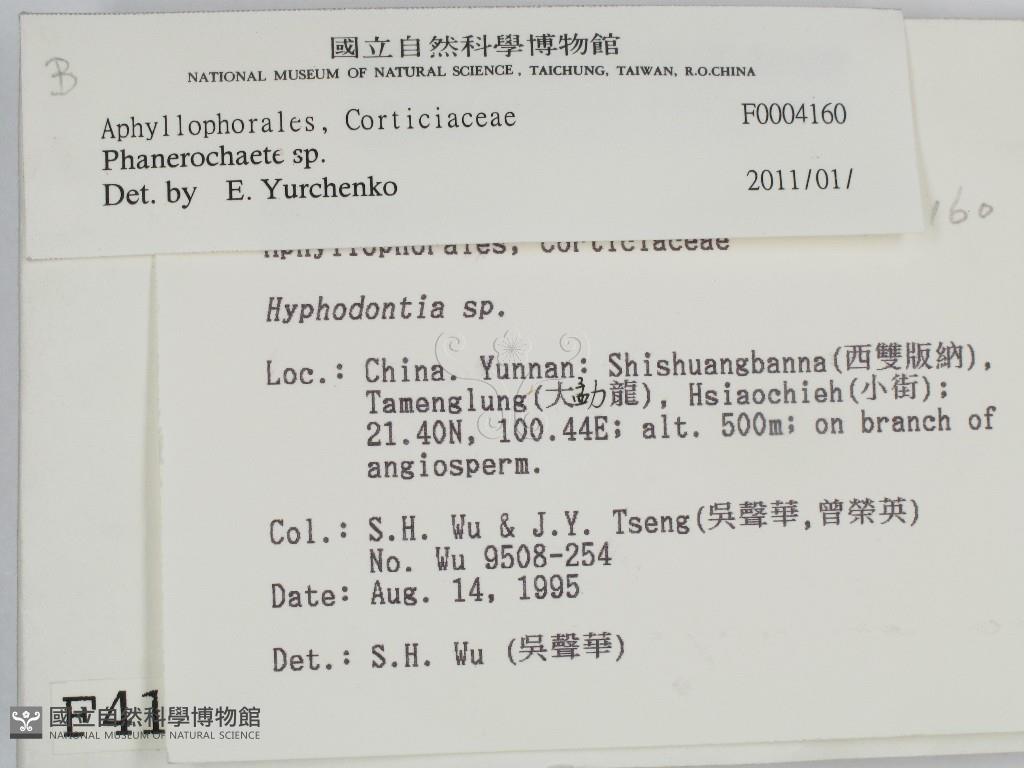 B
國立自然科學博物館
NATIONAL MUSEUM OF NATURAL SCIENCE, TAICHUNG, TAIWAN, R.O.CHINA
Aphyllophorales, Corticiaceae F0004160
Phanerochaete sp.
Det. by E. Yurchenko 2011/01/
160
Aphyllophorales, Corticiaceae
Hyphodontia sp.
Loc.: China. Yunnan: Shishuangbanna(西雙版納),
Tamenglung(大勐龍), Hsiaochieh(小街);
21.40N, 100.44E; alt. 500m; on branch of
angiosperm.
Col.: S.H. Wu & J.Y. Tseng(吳聲華,曾榮英)
No. Wu 9508-254
Date: Aug. 14, 1995
Det.: S.H. Wu (吳聲華)
F41
國立自然科學博物館
NATIONAL MUSEUM OF NATURAL SCIENCE